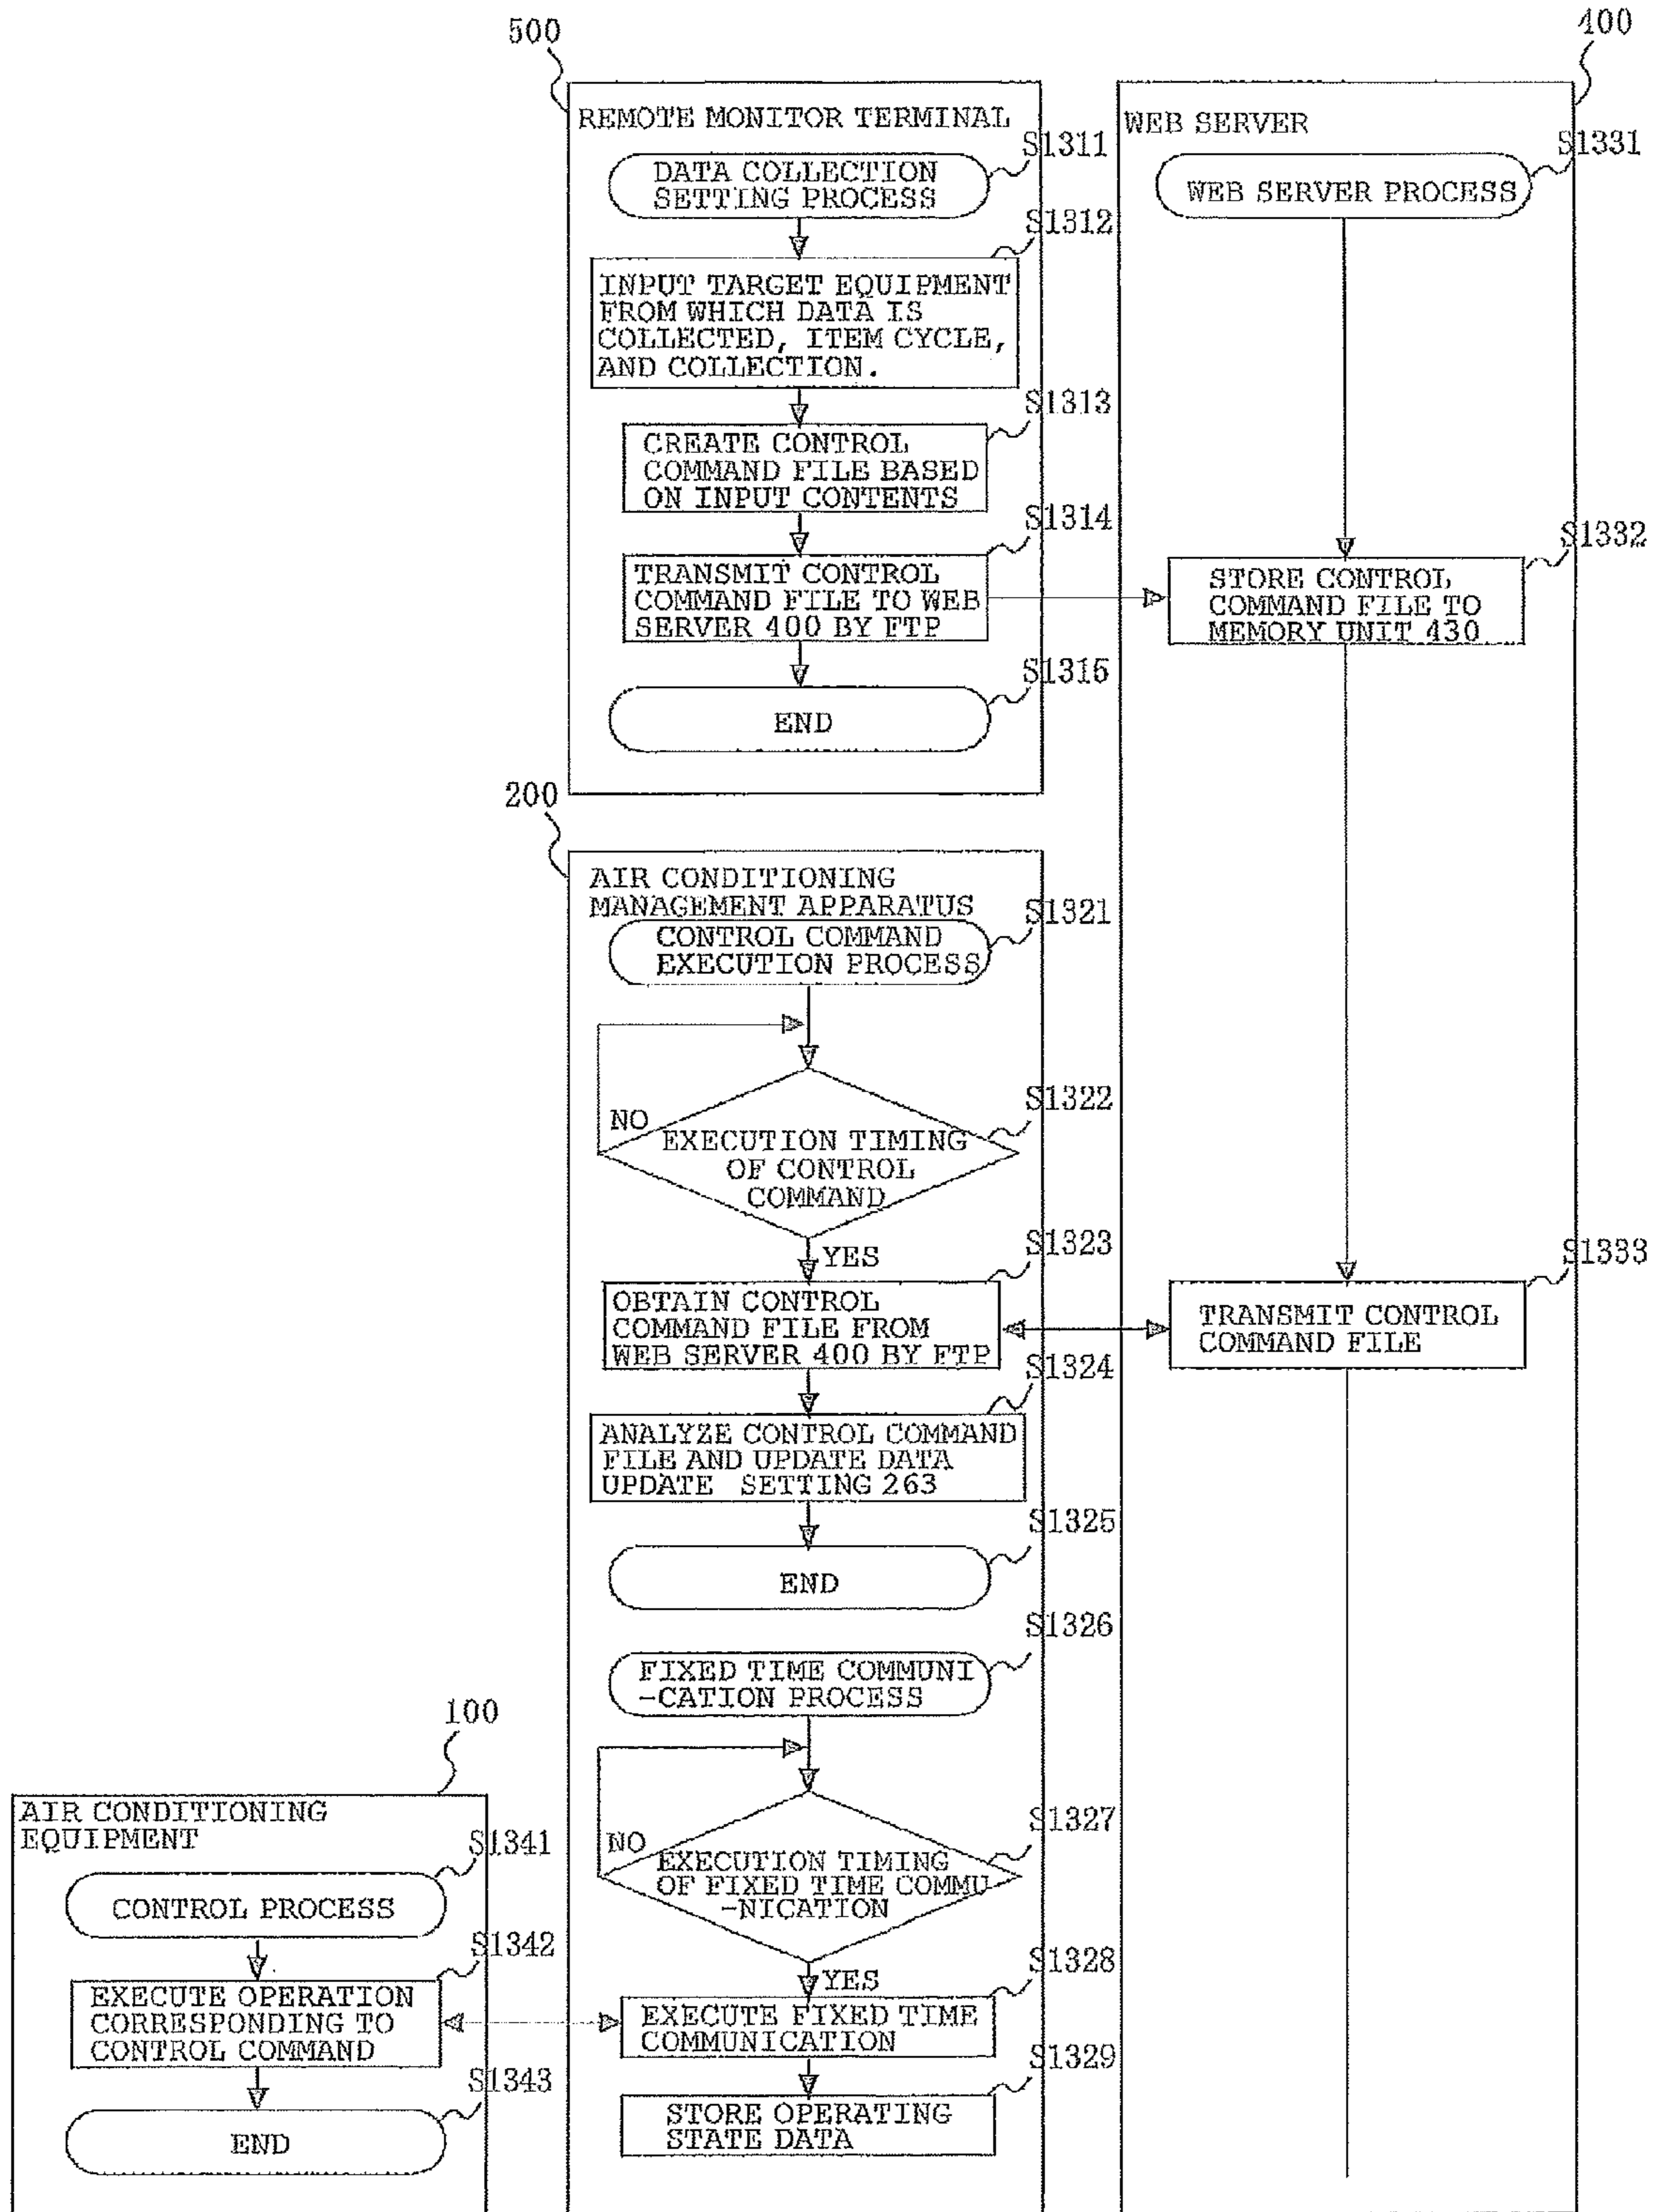 500
400
REMOTE MONITOR TERMINAL
S1311
DATA COLLECTION
SETTING PROCESS
S1312
INPUT TARGET EQUIPMENT
FROM WHICH DATA IS
COLLECTED, ITEM CYCLE,
AND COLLECTION.
S1313
CREATE CONTROL
COMMAND FILE BASED
ON INPUT CONTENTS
S1314
TRANSMIT CONTROL
COMMAND FILE TO WEB
SERVER 400 BY FTP
S1315
END
WEB SERVER
S1331
WEB SERVER PROCESS
S1332
STORE CONTROL
COMMAND FILE TO
MEMORY UNIT 430
S1333
TRANSMIT CONTROL
COMMAND FILE
200
AIR CONDITIONING
MANAGEMENT APPARATUS
S1321
CONTROL COMMAND
EXECUTION PROCESS
S1322
NO
EXECUTION TIMING
OF CONTROL
COMMAND
YES
S1323
OBTAIN CONTROL
COMMAND FILE FROM
WEB SERVER 400 BY FTP
S1324
ANALYZE CONTROL COMMAND
FILE AND UPDATE DATA
UPDATE SETTING 263
S1325
END
S1326
FIXED TIME COMMUNI
-CATION PROCESS
S1327
NO
EXECUTION TIMING
OF FIXED TIME COMMU
-NICATION
YES
S1328
EXECUTE FIXED TIME
COMMUNICATION
S1329
STORE OPERATING
STATE DATA
100
AIR CONDITIONING
EQUIPMENT
S1341
CONTROL PROCESS
S1342
EXECUTE OPERATION
CORRESPONDING TO
CONTROL COMMAND
S1343
END